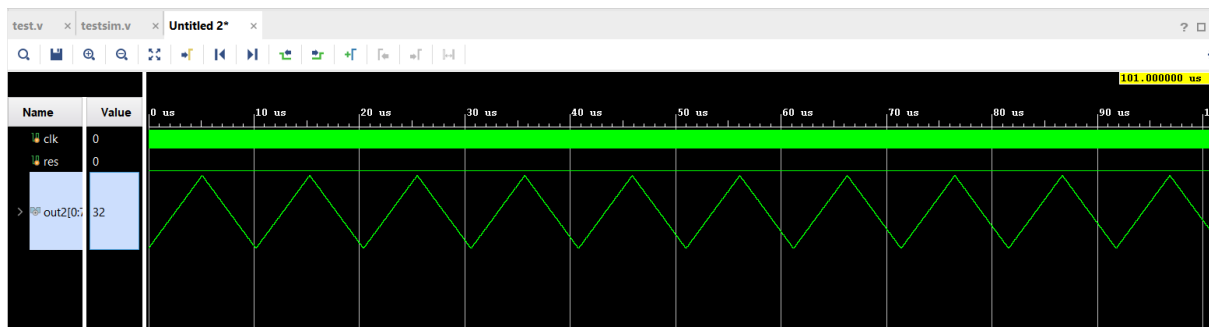 test.v × testsim.v × Untitled 2* × ?
101.000000 us
Name Value 0 us 10 us 20 us 30 us 40 us 50 us 60 us 70 us 80 us 90 us
clk 0
res 0
out2[0:7 32